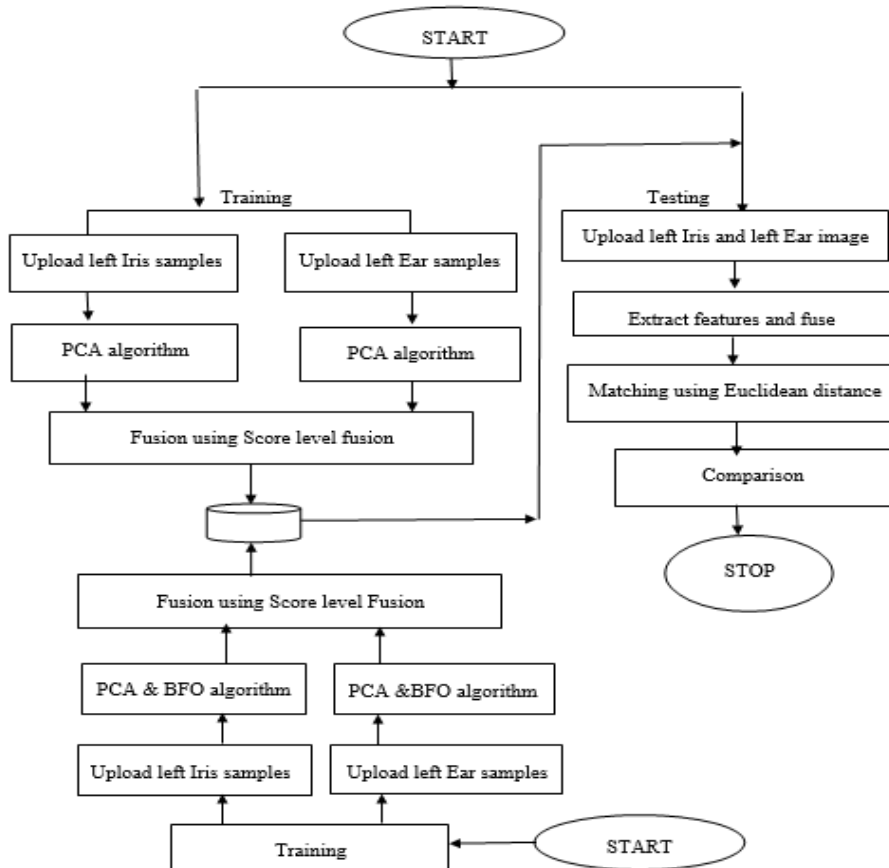 START
Training
Testing
Upload left Iris samples
Upload left Ear samples
Upload left Iris and left Ear image
PCA algorithm
PCA algorithm
Extract features and fuse
Matching using Euclidean distance
Fusion using Score level fusion
Comparison
STOP
Fusion using Score level Fusion
PCA & BFO algorithm
PCA &BFO algorithm
Upload left Iris samples
Upload left Ear samples
Training
START